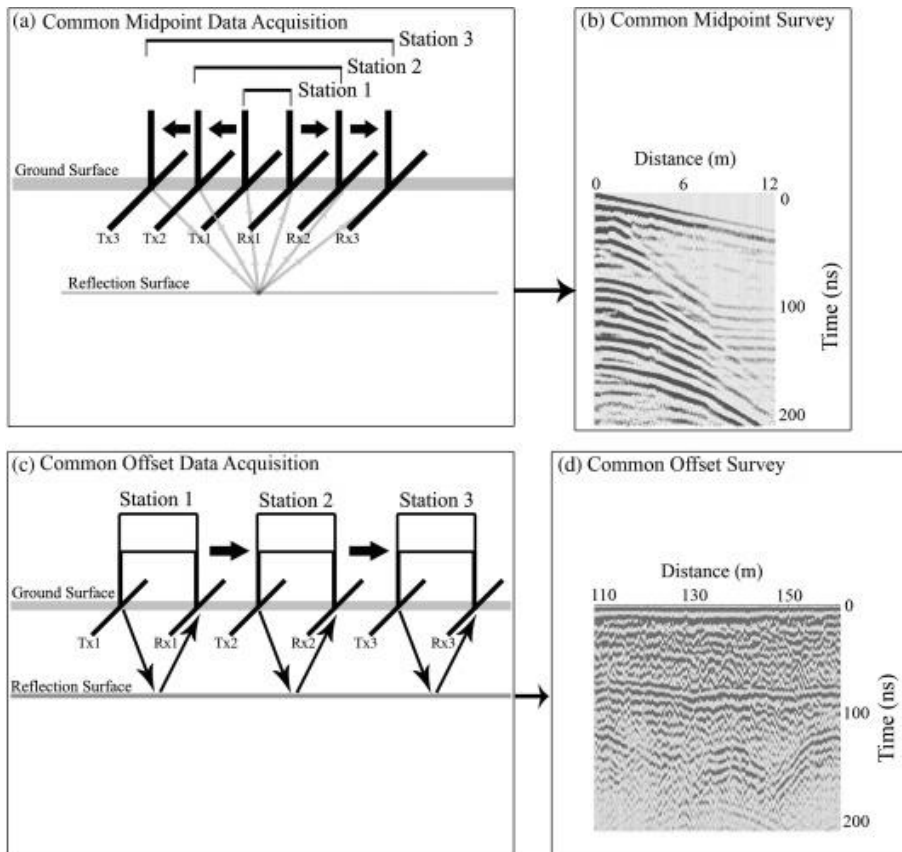 (a) Common Midpoint Data Acquisition
Station 3
Station 2
Station 1
Ground Surface
Tx3 Tx2 Tx1 Rx1 Rx2 Rx3
Reflection Surface
(b) Common Midpoint Survey
Distance (m)
0 6 12
0
100
200
Time (ns)
(c) Common Offset Data Acquisition
Station 1 Station 2 Station 3
Ground Surface
Tx1 Rx1 Tx2 Rx2 Tx3 Rx3
Reflection Surface
(d) Common Offset Survey
Distance (m)
110 130 150
0
100
200
Time (ns)